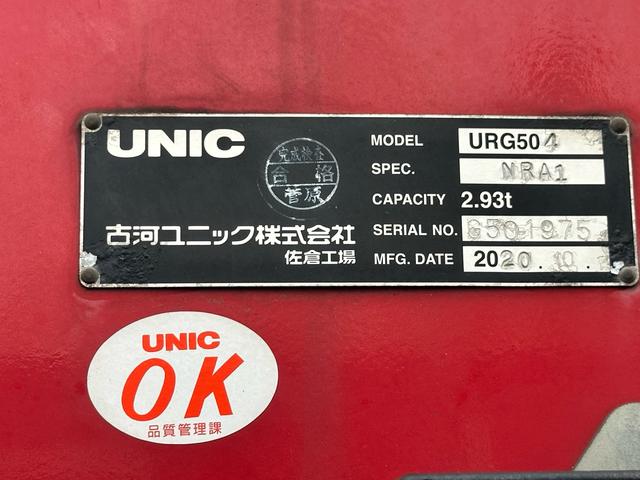 UNIC
完成検査
合格
菅原
古河ユニック株式会社
佐倉工場
MODEL URG504
SPEC. NRA1
CAPACITY 2.93t
SERIAL NO. G501975
MFG. DATE 2020.10.
UNIC
OK
品質管理課